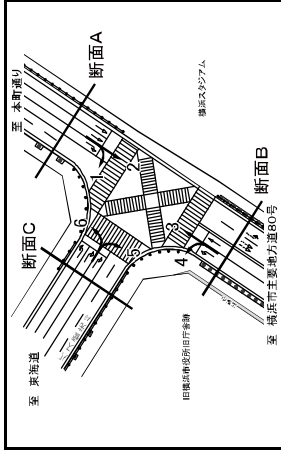 至 本町通り
断面A
横浜スタジアム
1
2
6
断面C
3
5
4
断面B
至 東海道
旧横浜市役所旧庁舎跡
至 横浜市主要地方道80号